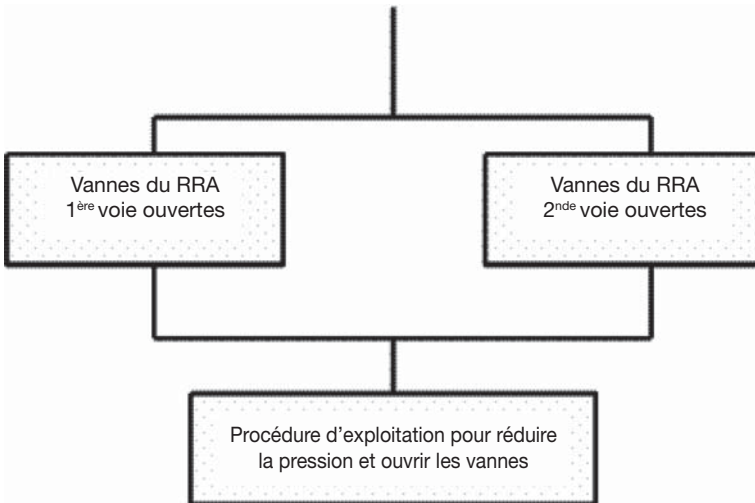 Vannes du RRA
1ère voie ouvertes
Vannes du RRA
2nde voie ouvertes
Procédure d'exploitation pour réduire
la pression et ouvrir les vannes